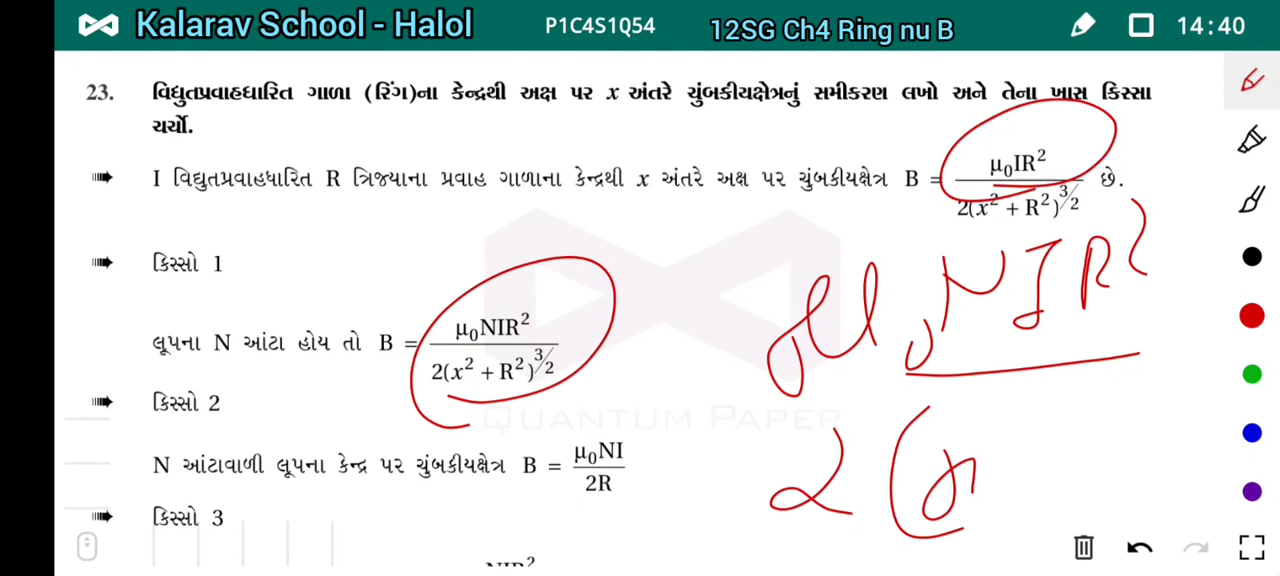 Kalarav School - Halol P1C4S1Q54 12SG Ch4 Ring nu B 14:40
23. વિદ્યુતપ્રવાહધારિત ગાળા (રિંગ)ના કેન્દ્રથી અક્ષ પર x અંતરે ચુંબકીયક્ષેત્રનું સમીકરણ લખો અને તેના ખાસ કિસ્સા
ચર્ચો.
I વિદ્યુતપ્રવાહધારિત R ત્રિજ્યાના પ્રવાહ ગાળાના કેન્દ્રથી x અંતરે અક્ષ પર ચુંબકીયક્ષેત્ર B = μ₀IR² / 2(x² + R²)^3/2 છે.
કિસ્સો 1
લૂપના N આંટા હોય તો B = μ₀NIR² / 2(x² + R²)^3/2
NIR²
2 (x
કિસ્સો 2
QUANTUM PAPER
N આંટાવાળી લૂપના કેન્દ્ર પર ચુંબકીયક્ષેત્ર B = μ₀NI / 2R
કિસ્સો 3